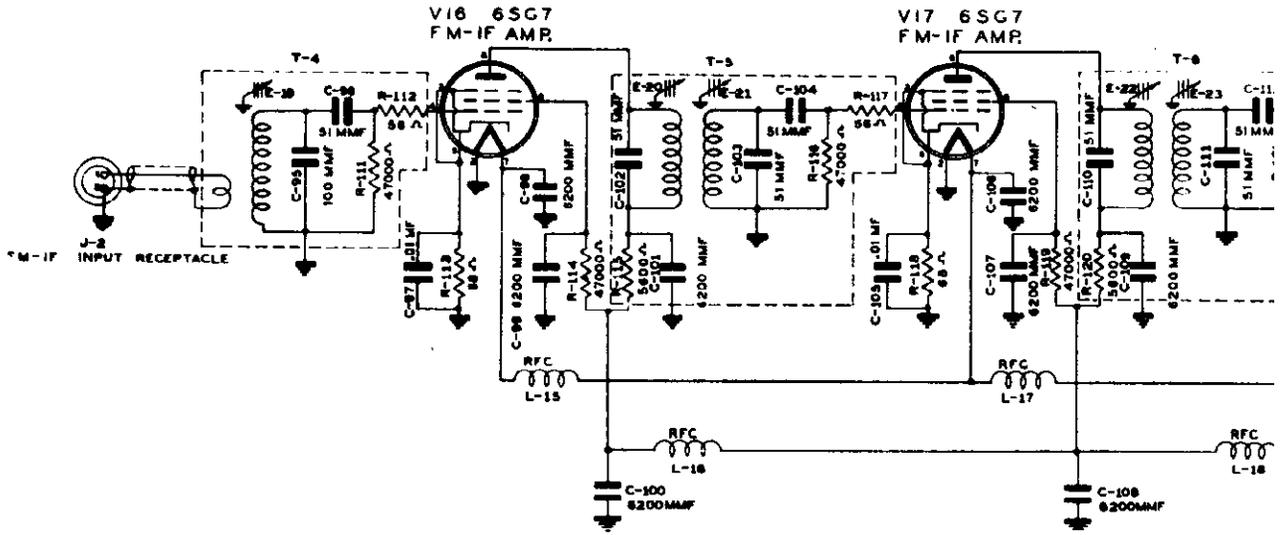 V16 6SG7
FM-IF AMP.
V17 6SG7
FM-IF AMP.
T-4
T-5
T-6
E-19
C-96
51 MMF
R-112
56 Ω
C-95
100 MMF
R-111
47000 Ω
J-2
FM-IF INPUT RECEPTACLE
C-97
.01 MF
R-113
68 Ω
C-98
6200 MMF
C-99 6200 MMF
R-114
47000 Ω
5600 Ω
C-101
6200 MMF
C-102
51 MMF
E-20
E-21
C-103
51 MMF
C-104
51 MMF
R-116
47000 Ω
R-117
56 Ω
C-105
.01 MF
R-118
68 Ω
C-106
6200 MMF
C-107
6200 MMF
R-119
47000 Ω
R-120
5600 Ω
C-109
6200 MMF
C-110
51 MMF
E-22
E-23
C-111
51 MMF
RFC
L-15
RFC
L-17
RFC
L-16
RFC
L-18
C-100
6200MMF
C-108
6200MMF